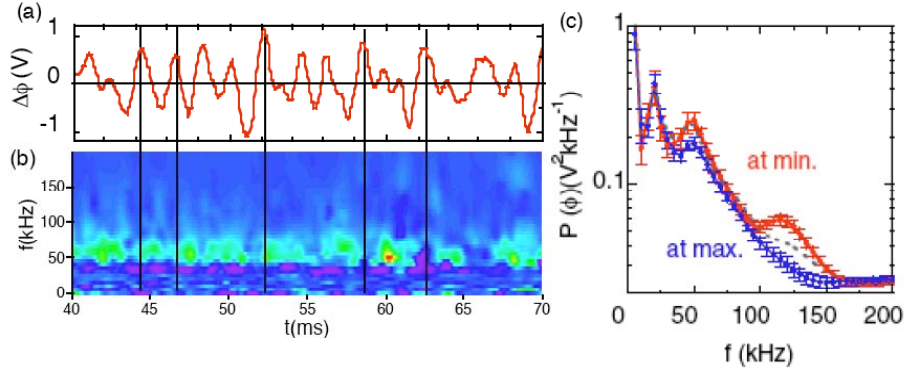 (a)
1
0
-1
Δϕ (V)
(b)
150
100
50
0
f(kHz)
40 45 50 55 60 65 70
t(ms)
(c)
1
0.1
P (ϕ)(V²kHz⁻¹)
at min.
at max.
0 50 100 150 200
f (kHz)